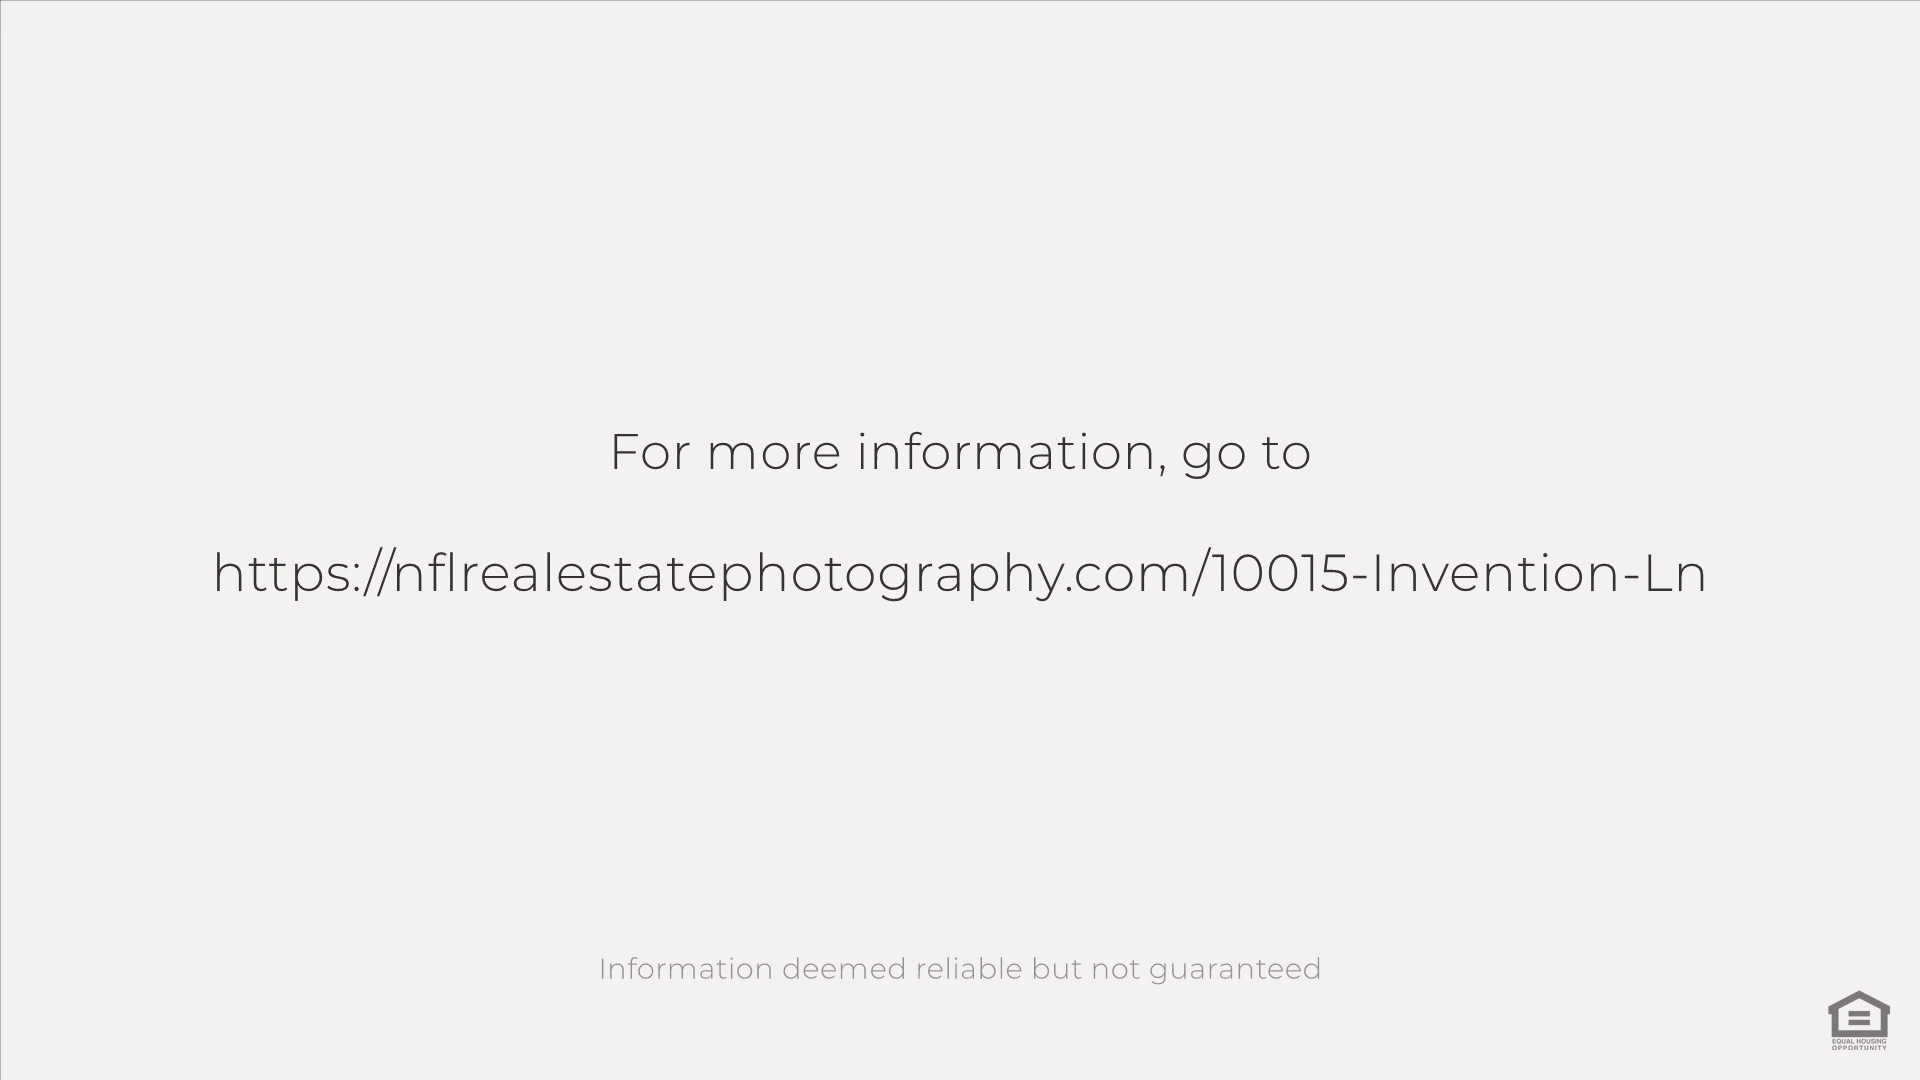 For more information, go to
https://nflrealestatephotography.com/10015-Invention-Ln
Information deemed reliable but not guaranteed
EQUAL HOUSING
OPPORTUNITY